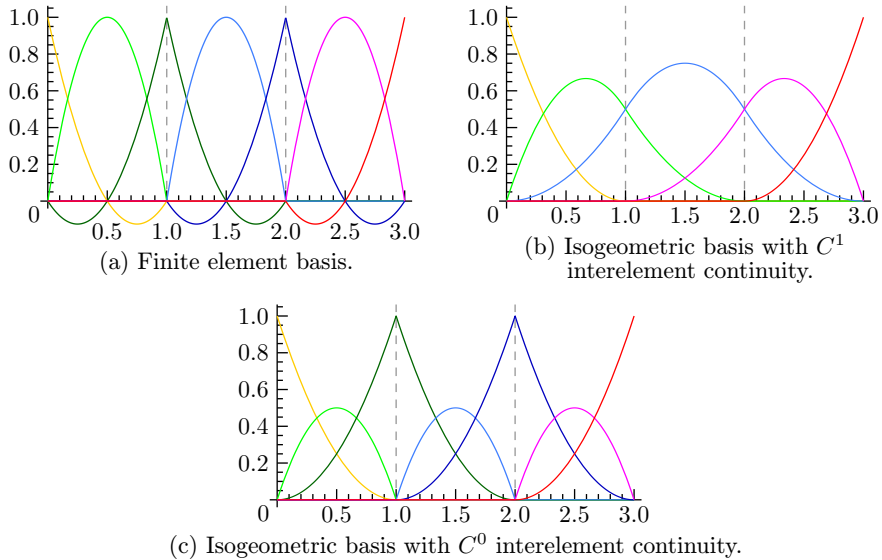 1.0
0.8
0.6
0.4
0.2
0
0.5 1.0 1.5 2.0 2.5 3.0
(a) Finite element basis.
1.0
0.8
0.6
0.4
0.2
0
0.5 1.0 1.5 2.0 2.5 3.0
(b) Isogeometric basis with C¹
interelement continuity.
1.0
0.8
0.6
0.4
0.2
0
0.5 1.0 1.5 2.0 2.5 3.0
(c) Isogeometric basis with C⁰ interelement continuity.